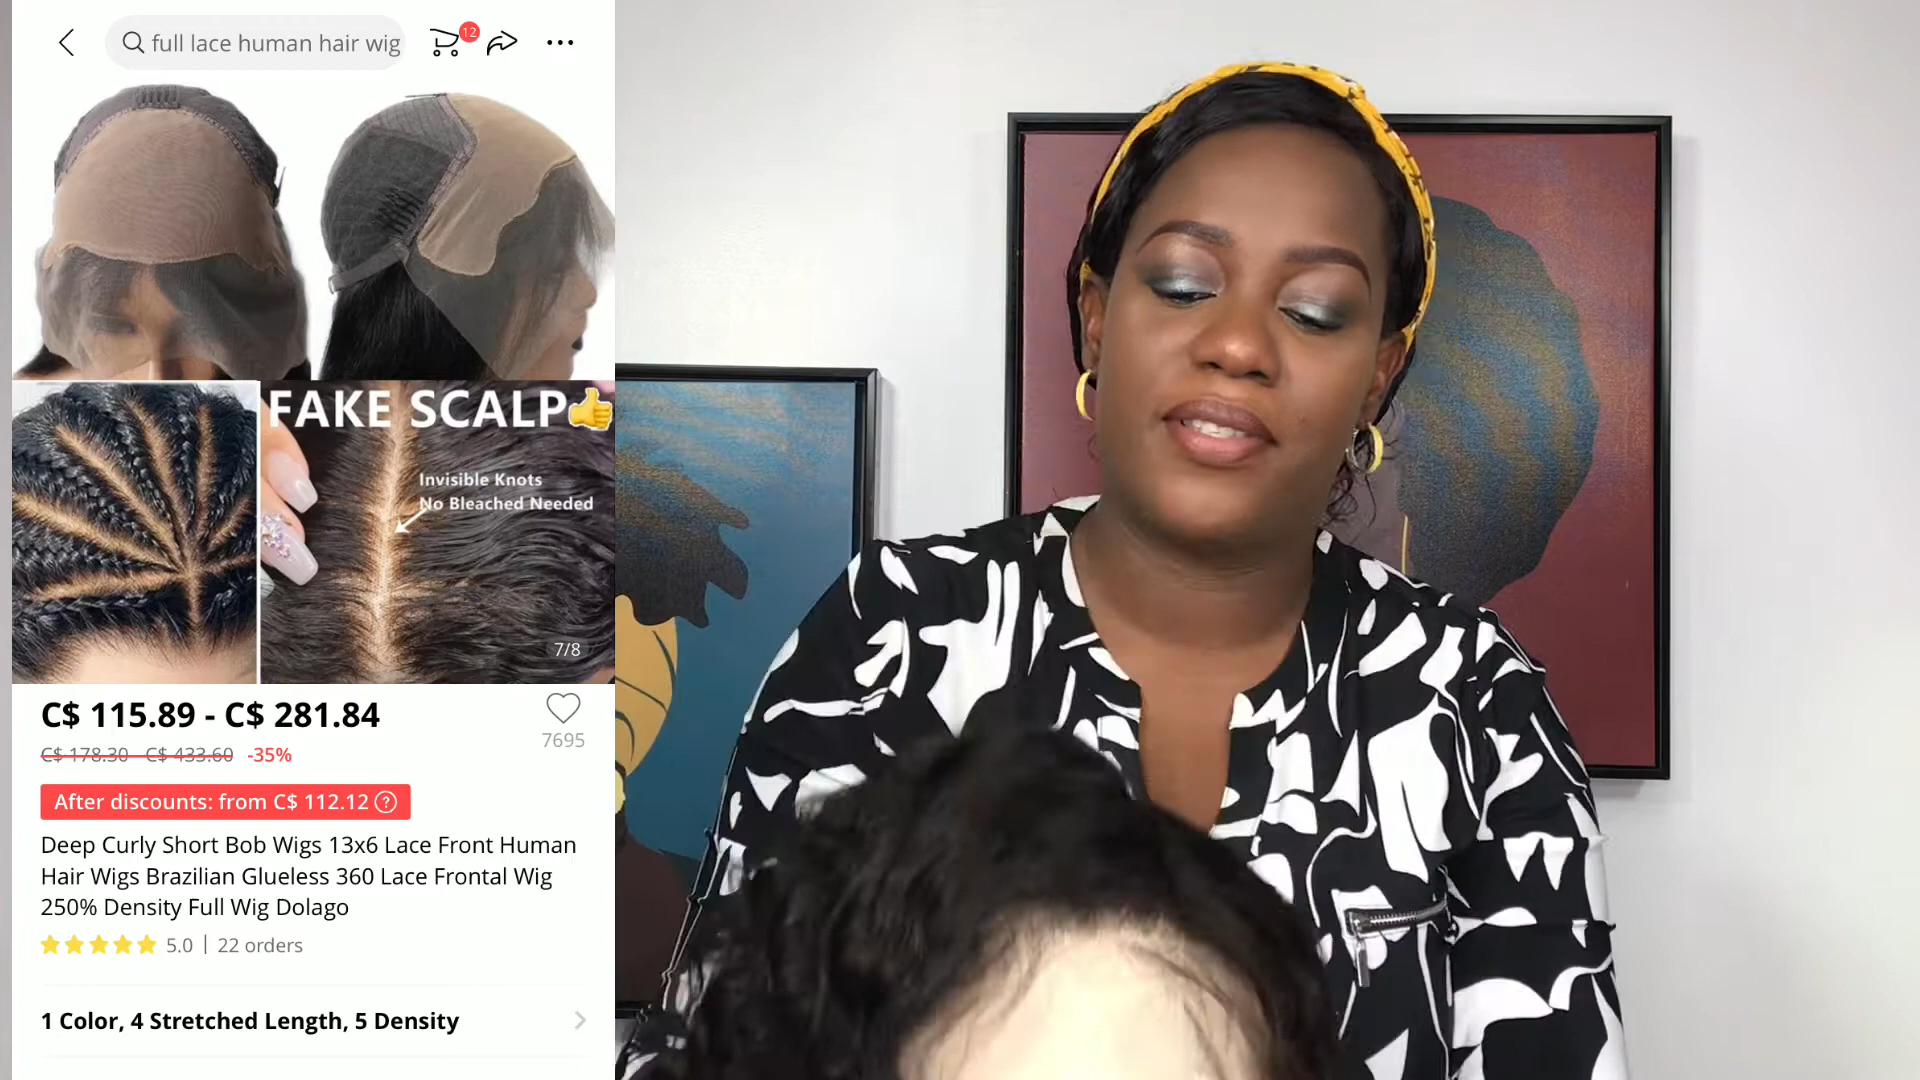 full lace human hair wig
12
FAKE SCALP
Invisible Knots
No Bleached Needed
7/8
C$ 115.89 - C$ 281.84
7695
C$ 178.30 - C$ 433.60 -35%
After discounts: from C$ 112.12 ?
Deep Curly Short Bob Wigs 13x6 Lace Front Human
Hair Wigs Brazilian Glueless 360 Lace Frontal Wig
250% Density Full Wig Dolago
5.0 | 22 orders
1 Color, 4 Stretched Length, 5 Density